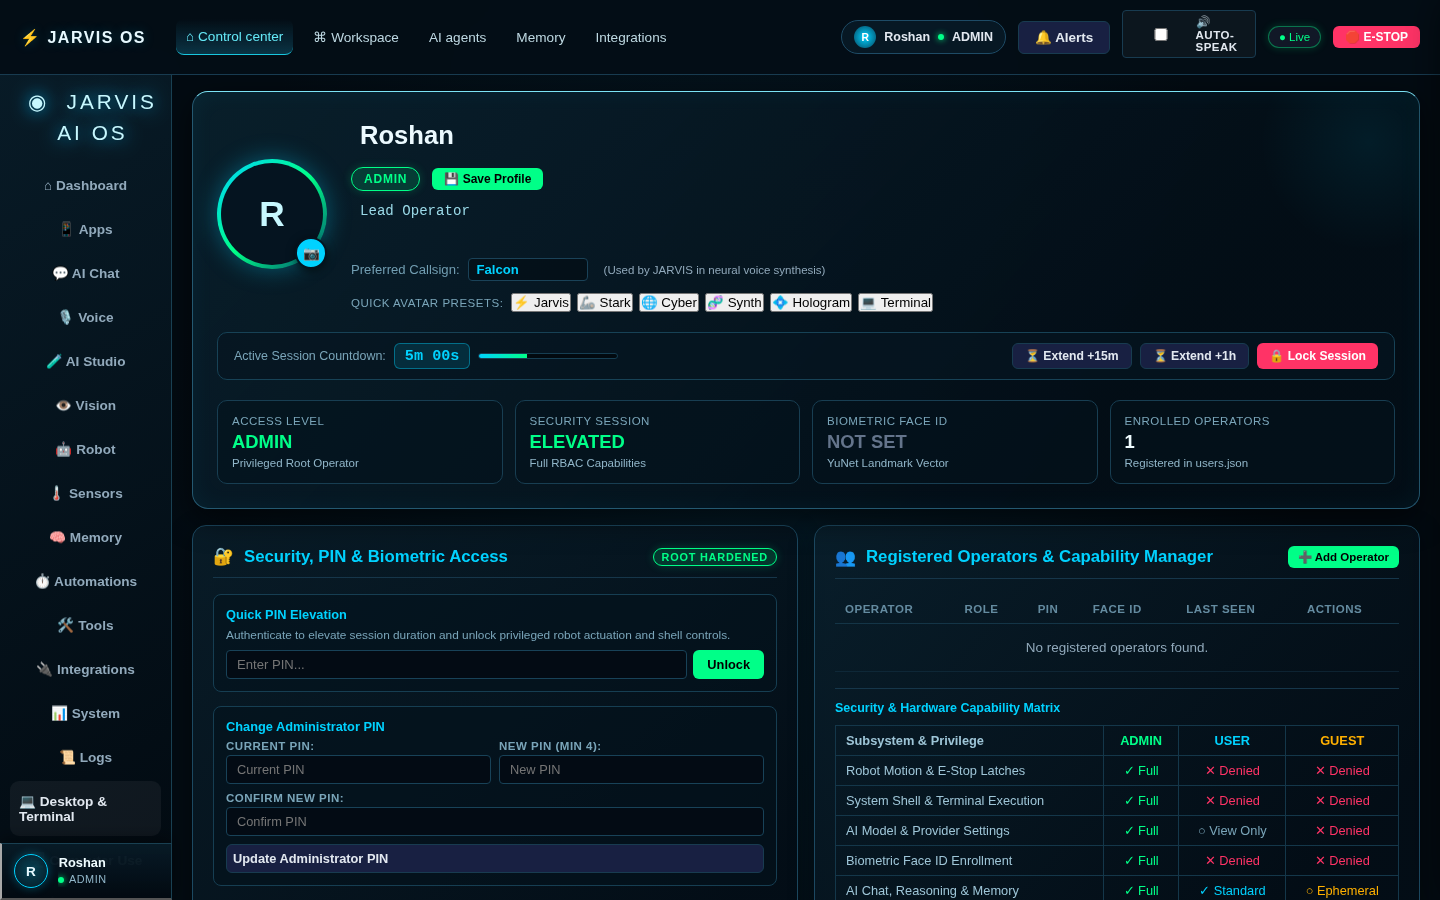 ⚡ JARVIS OS
⌂ Control center
⌘ Workspace
AI agents
Memory
Integrations
R Roshan ● ADMIN
🔔 Alerts
🔊 AUTO-SPEAK
● Live
🛑 E-STOP
◉ JARVIS
AI OS
⌂ Dashboard
📱 Apps
💬 AI Chat
🎙️ Voice
🧪 AI Studio
👁️ Vision
🤖 Robot
🌡️ Sensors
🧠 Memory
⏱️ Automations
🛠️ Tools
🔌 Integrations
📊 System
📜 Logs
💻 Desktop &
Terminal
R
Roshan
● ADMIN
R
📷
Roshan
ADMIN
💾 Save Profile
Lead Operator
Preferred Callsign: Falcon (Used by JARVIS in neural voice synthesis)
QUICK AVATAR PRESETS: ⚡ Jarvis 🦾 Stark 🌐 Cyber 🧬 Synth 💠 Hologram 💻 Terminal
Active Session Countdown: 5m 00s
⏳ Extend +15m
⏳ Extend +1h
🔒 Lock Session
ACCESS LEVEL
ADMIN
Privileged Root Operator
SECURITY SESSION
ELEVATED
Full RBAC Capabilities
BIOMETRIC FACE ID
NOT SET
YuNet Landmark Vector
ENROLLED OPERATORS
1
Registered in users.json
🔐 Security, PIN & Biometric Access
ROOT HARDENED
Quick PIN Elevation
Authenticate to elevate session duration and unlock privileged robot actuation and shell controls.
Enter PIN...
Unlock
Change Administrator PIN
CURRENT PIN:
NEW PIN (MIN 4):
Current PIN
New PIN
CONFIRM NEW PIN:
Confirm PIN
Update Administrator PIN
👥 Registered Operators & Capability Manager
➕ Add Operator
OPERATOR ROLE PIN FACE ID LAST SEEN ACTIONS
No registered operators found.
Security & Hardware Capability Matrix
Subsystem & Privilege ADMIN USER GUEST
Robot Motion & E-Stop Latches ✓ Full ✕ Denied ✕ Denied
System Shell & Terminal Execution ✓ Full ✕ Denied ✕ Denied
AI Model & Provider Settings ✓ Full ○ View Only ✕ Denied
Biometric Face ID Enrollment ✓ Full ✕ Denied ✕ Denied
AI Chat, Reasoning & Memory ✓ Full ✓ Standard ○ Ephemeral